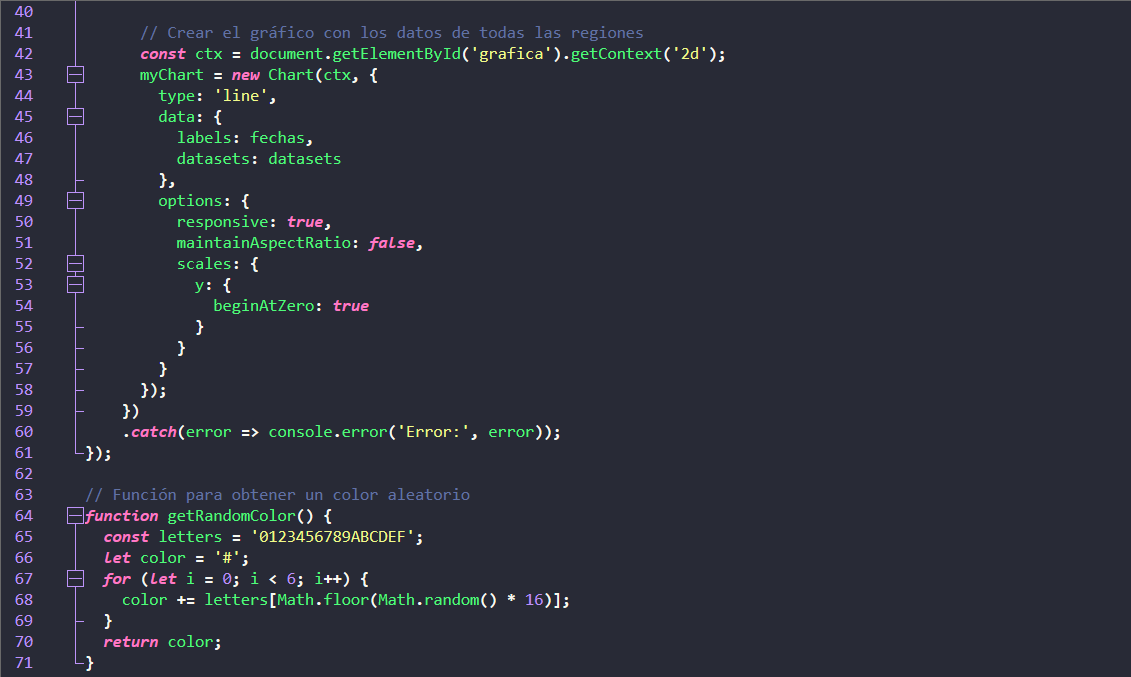 40
41 // Crear el gráfico con los datos de todas las regiones
42 const ctx = document.getElementById('grafica').getContext('2d');
43 myChart = new Chart(ctx, {
44 type: 'line',
45 data: {
46 labels: fechas,
47 datasets: datasets
48 },
49 options: {
50 responsive: true,
51 maintainAspectRatio: false,
52 scales: {
53 y: {
54 beginAtZero: true
55 }
56 }
57 }
58 });
59 })
60 .catch(error => console.error('Error:', error));
61 });
62
63 // Función para obtener un color aleatorio
64 function getRandomColor() {
65 const letters = '0123456789ABCDEF';
66 let color = '#';
67 for (let i = 0; i < 6; i++) {
68 color += letters[Math.floor(Math.random() * 16)];
69 }
70 return color;
71 }